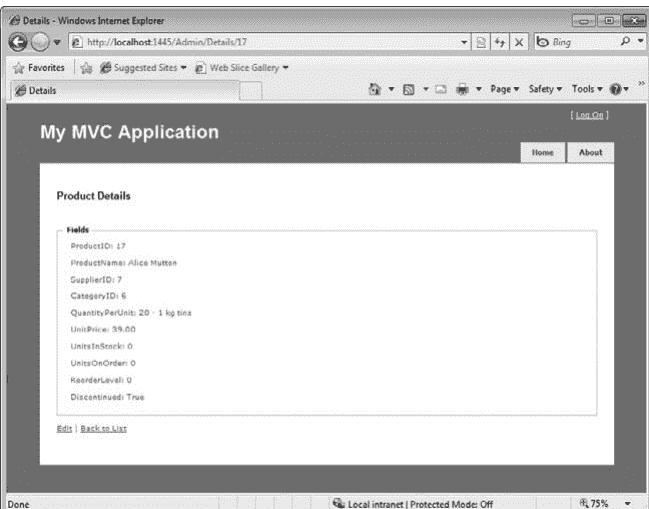 Details - Windows Internet Explorer
http://localhost:1445/Admin/Details/17
Bing
Favorites Suggested Sites Web Slice Gallery
Details Page Safety Tools
[ Log On ]
My MVC Application
Home About
Product Details
Fields
ProductID: 17
ProductName: Alice Mutton
SupplierID: 7
CategoryID: 6
QuantityPerUnit: 20 - 1 kg tins
UnitPrice: 39.00
UnitsInStock: 0
UnitsOnOrder: 0
ReorderLevel: 0
Discontinued: True
Edit | Back to List
Done Local intranet | Protected Mode: Off 75%